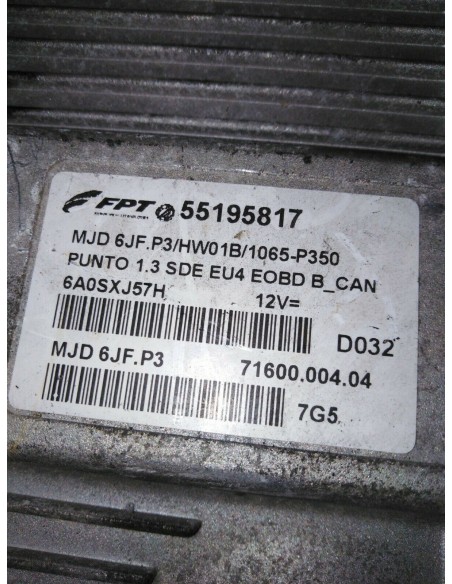 FPT 55195817
MJD 6JF.P3/HW01B/1065-P350
PUNTO 1.3 SDE EU4 EOBD B_CAN
6A0SXJ57H 12V=
D032
MJD 6JF.P3 71600.004.04
7G5